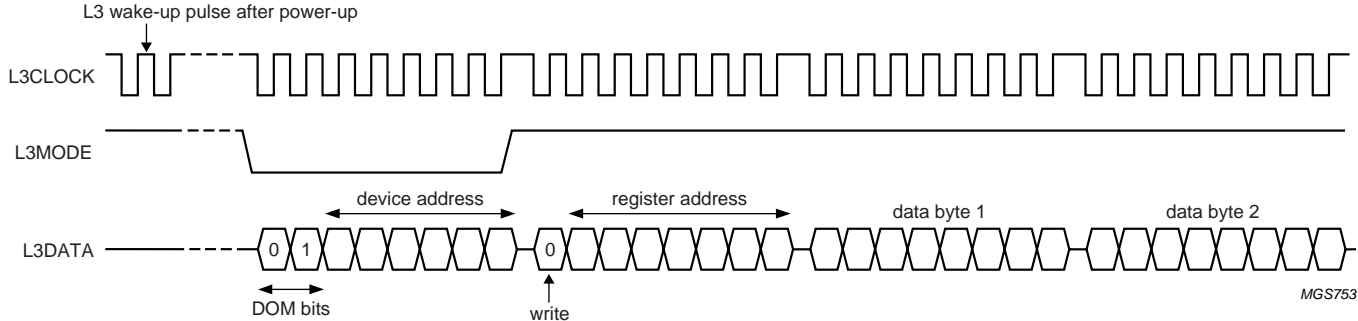 L3 wake-up pulse after power-up
L3CLOCK
L3MODE
device address
register address
data byte 1
data byte 2
L3DATA
0
1
0
DOM bits
write
MGS753